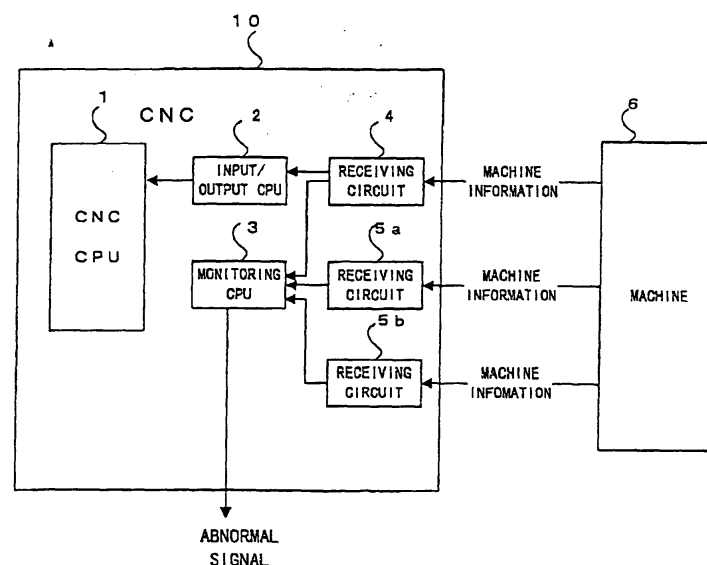 10
1
CNC
2
4
6
INPUT/
OUTPUT CPU
RECEIVING
CIRCUIT
MACHINE
INFORMATION
CNC
CPU
3
5a
MONITORING
CPU
RECEIVING
CIRCUIT
MACHINE
INFORMATION
MACHINE
5b
RECEIVING
CIRCUIT
MACHINE
INFOMATION
ABNORMAL
SIGNAL